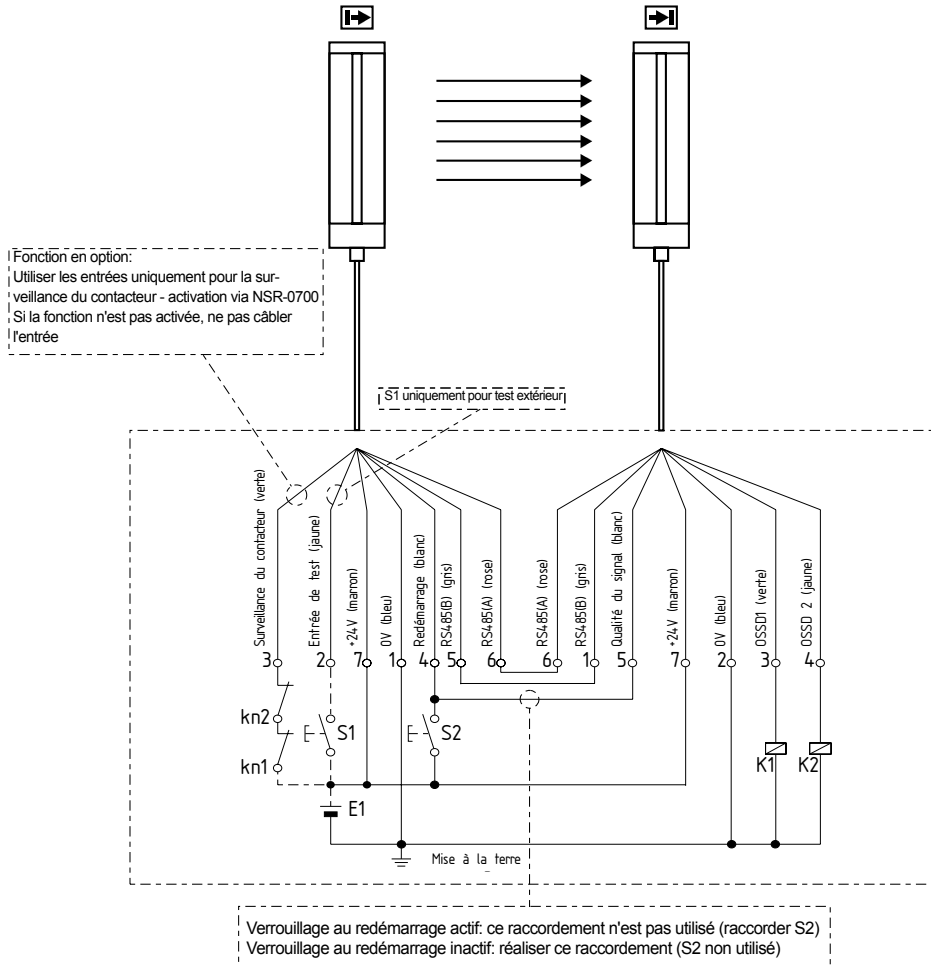 Fonction en option:
Utiliser les entrées uniquement pour la sur-
veillance du contacteur - activation via NSR-0700
Si la fonction n'est pas activée, ne pas câbler
l'entrée
S1 uniquement pour test extérieur
Surveillance du contacteur (verte)
Entrée de test (jaune)
+24V (marron)
0V (bleu)
Redémarrage (blanc)
RS485(B) (gris)
RS485(A) (rose)
RS485(A) (rose)
RS485(B) (gris)
Qualité du signal (blanc)
+24V (marron)
0V (bleu)
OSSD1 (verte)
OSSD 2 (jaune)
3 2 7 1 4 5 6 6 1 5 7 2 3 4
kn2
S1
S2
kn1
K1
K2
E1
Mise à la terre
Verrouillage au redémarrage actif: ce raccordement n'est pas utilisé (raccorder S2)
Verrouillage au redémarrage inactif: réaliser ce raccordement (S2 non utilisé)